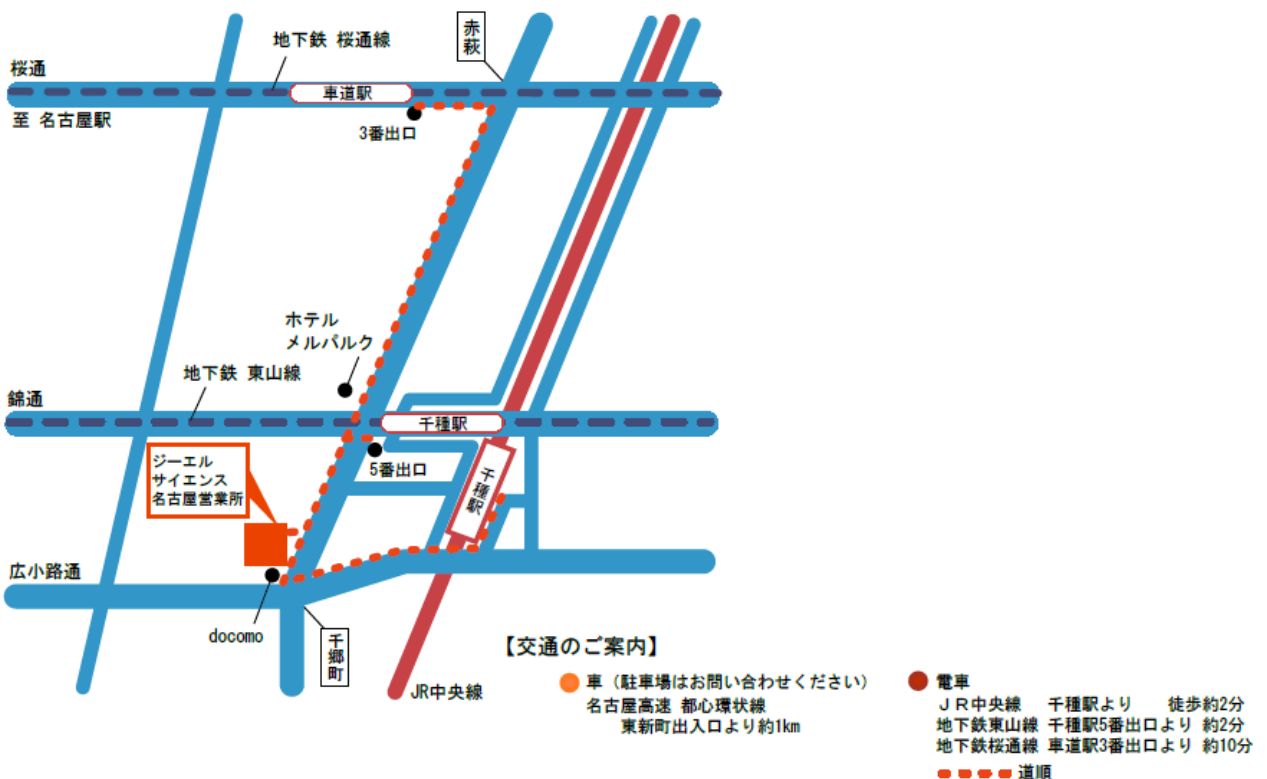 赤萩
地下鉄 桜通線
桜通
車道駅
至 名古屋駅
3番出口
ホテル
メルパルク
地下鉄 東山線
錦通
千種駅
ジーエル
サイエンス
名古屋営業所
5番出口
千種駅
広小路通
docomo
千郷町
JR中央線
【交通のご案内】
車（駐車場はお問い合わせください）
名古屋高速 都心環状線
東新町出入口より約1km
電車
ＪＲ中央線 千種駅より 徒歩約2分
地下鉄東山線 千種駅5番出口より 約2分
地下鉄桜通線 車道駅3番出口より 約10分
道順